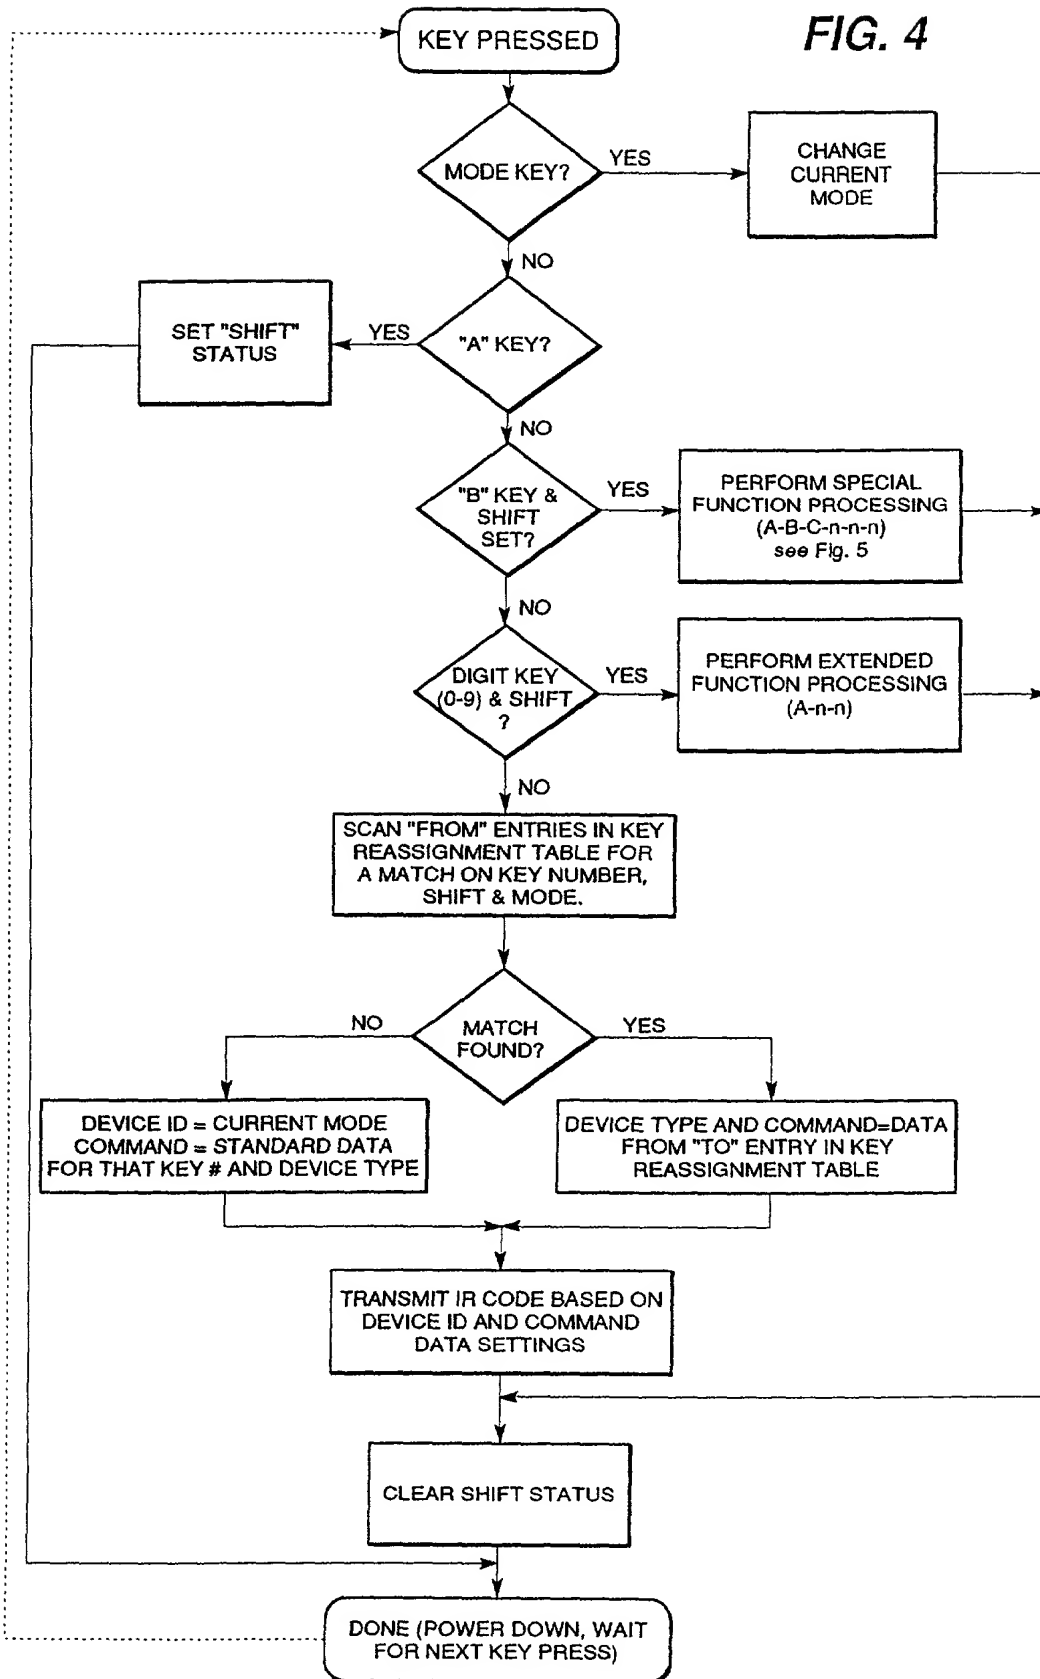 FIG. 4
KEY PRESSED
MODE KEY?
YES
CHANGE
CURRENT
MODE
NO
SET "SHIFT"
STATUS
YES
"A" KEY?
NO
"B" KEY &
SHIFT
SET?
YES
PERFORM SPECIAL
FUNCTION PROCESSING
(A-B-C-n-n-n)
see Fig. 5
NO
DIGIT KEY
(0-9) & SHIFT
?
YES
PERFORM EXTENDED
FUNCTION PROCESSING
(A-n-n)
NO
SCAN "FROM" ENTRIES IN KEY
REASSIGNMENT TABLE FOR
A MATCH ON KEY NUMBER,
SHIFT & MODE.
NO
MATCH
FOUND?
YES
DEVICE ID = CURRENT MODE
COMMAND = STANDARD DATA
FOR THAT KEY # AND DEVICE TYPE
DEVICE TYPE AND COMMAND=DATA
FROM "TO" ENTRY IN KEY
REASSIGNMENT TABLE
TRANSMIT IR CODE BASED ON
DEVICE ID AND COMMAND
DATA SETTINGS
CLEAR SHIFT STATUS
DONE (POWER DOWN, WAIT
FOR NEXT KEY PRESS)